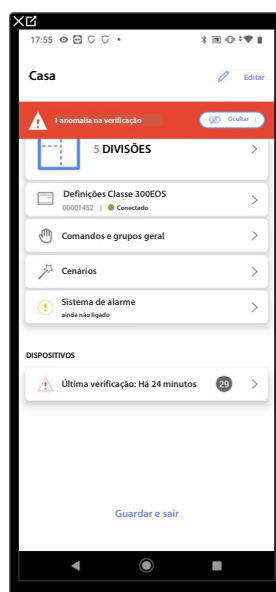 17:55
Casa
Editar
1 anomalia na verificação
Ocultar
5 DIVISÕES
Definições Classe 300EOS
00001452 | Conectado
Comandos e grupos geral
Cenários
Sistema de alarme
ainda não ligado
DISPOSITIVOS
Última verificação: Há 24 minutos 29
Guardar e sair